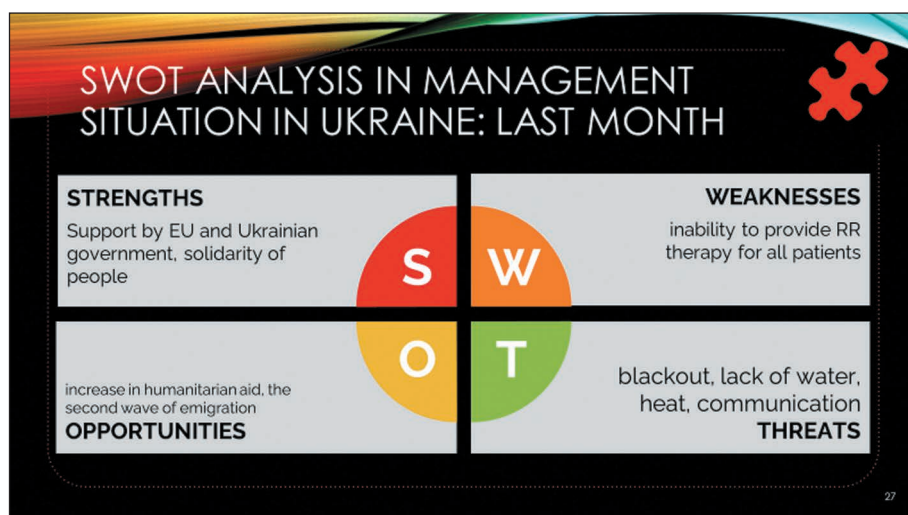 SWOT ANALYSIS IN MANAGEMENT
SITUATION IN UKRAINE: LAST MONTH
STRENGTHS
Support by EU and Ukrainian
government, solidarity of
people
S
WEAKNESSES
inability to provide RR
therapy for all patients
W
increase in humanitarian aid, the
second wave of emigration
OPPORTUNITIES
O
blackout, lack of water,
heat, communication
THREATS
T
27